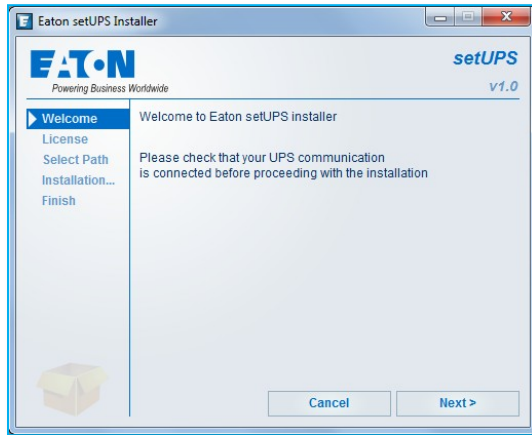 Eaton setUPS Installer
EATON
Powering Business Worldwide
setUPS
v1.0
Welcome
License
Select Path
Installation...
Finish
Welcome to Eaton setUPS installer
Please check that your UPS communication
is connected before proceeding with the installation
Cancel
Next >